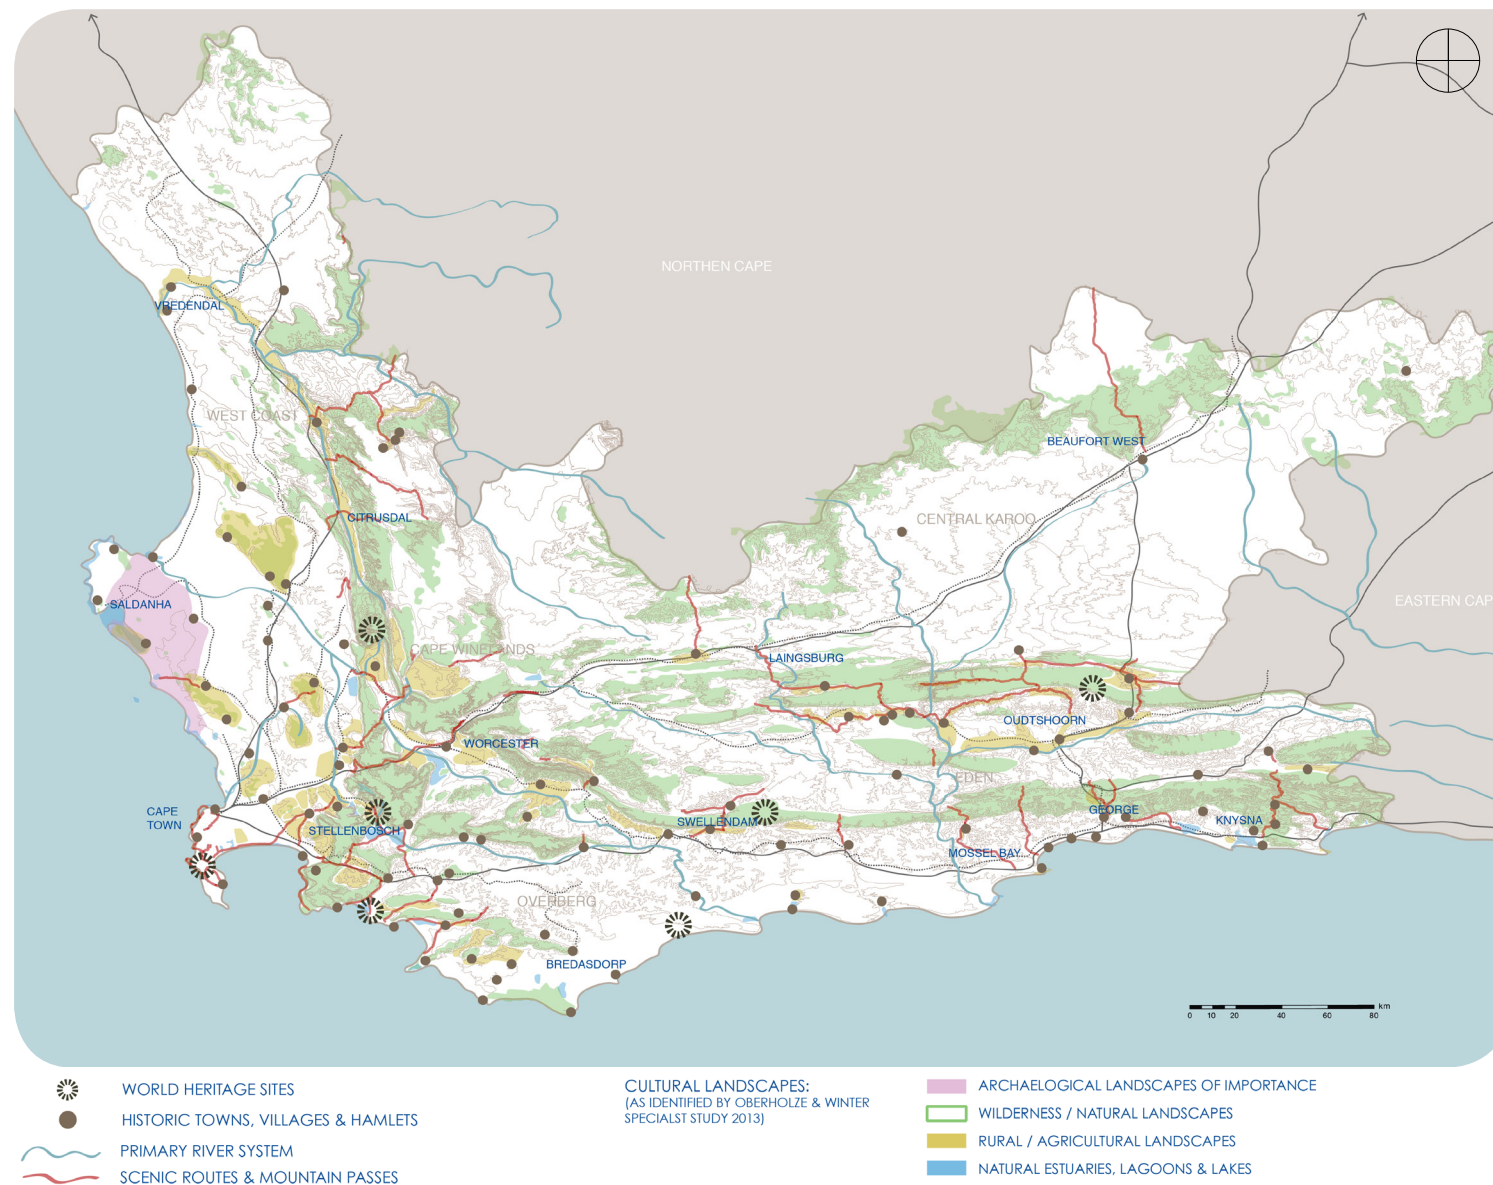 NORTHEN CAPE
VREDENDAL
WEST COAST
BEAUFORT WEST
CITRUSDAL
CENTRAL KAROO
SALDANHA
EASTERN CAP
CAPE WINELANDS
LAINGSBURG
OUDTSHOORN
WORCESTER
EDEN
CAPE
TOWN
GEORGE
STELLENBOSCH
SWELLENDAM
KNYSNA
MOSSEL BAY
OVERBERG
BREDASDORP
km
0 10 20 40 60 80
WORLD HERITAGE SITES
HISTORIC TOWNS, VILLAGES & HAMLETS
PRIMARY RIVER SYSTEM
SCENIC ROUTES & MOUNTAIN PASSES
CULTURAL LANDSCAPES:
(AS IDENTIFIED BY OBERHOLZE & WINTER
SPECIALST STUDY 2013)
ARCHAELOGICAL LANDSCAPES OF IMPORTANCE
WILDERNESS / NATURAL LANDSCAPES
RURAL / AGRICULTURAL LANDSCAPES
NATURAL ESTUARIES, LAGOONS & LAKES